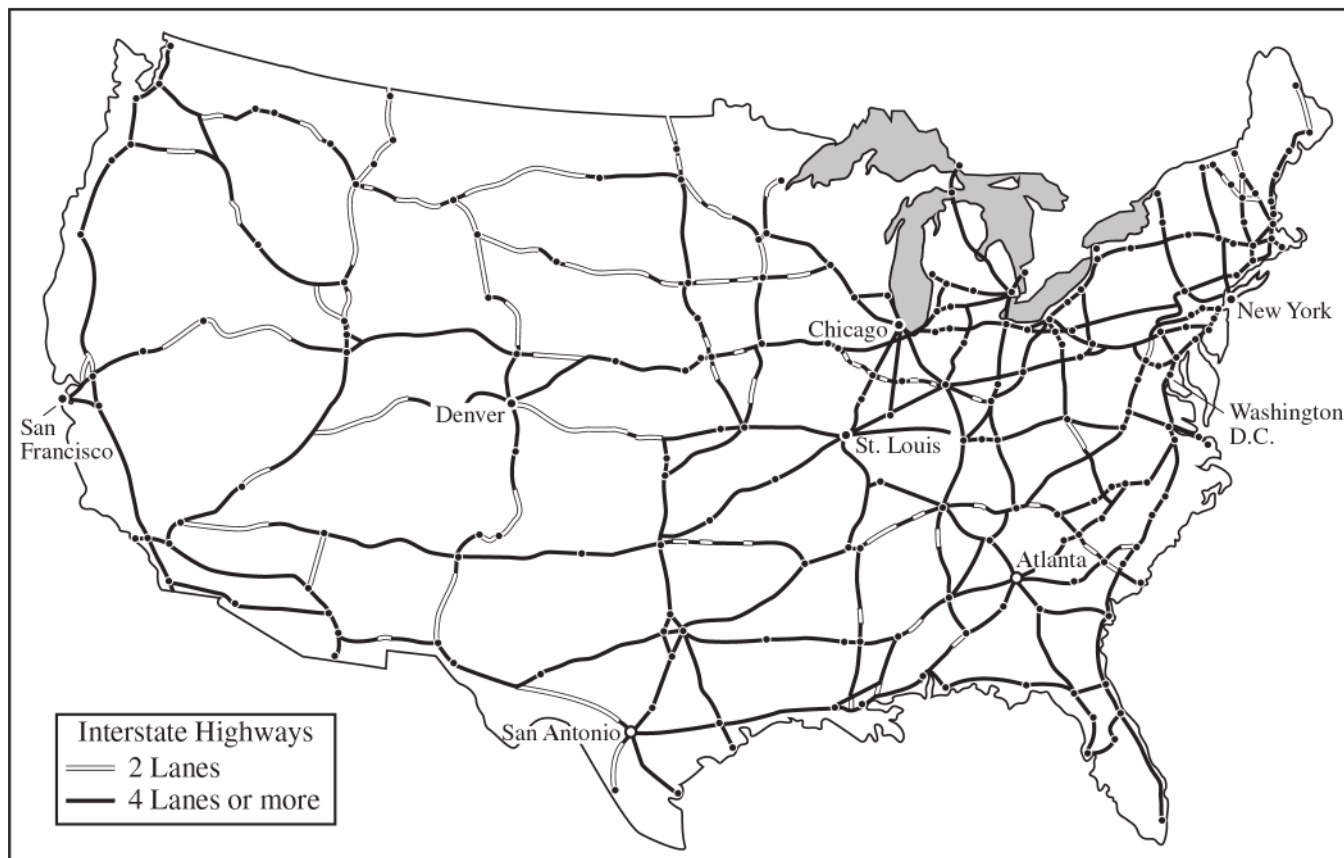 Chicago
New York
Denver
San
Francisco
St. Louis
Washington
D.C.
Atlanta
San Antonio
Interstate Highways
2 Lanes
4 Lanes or more